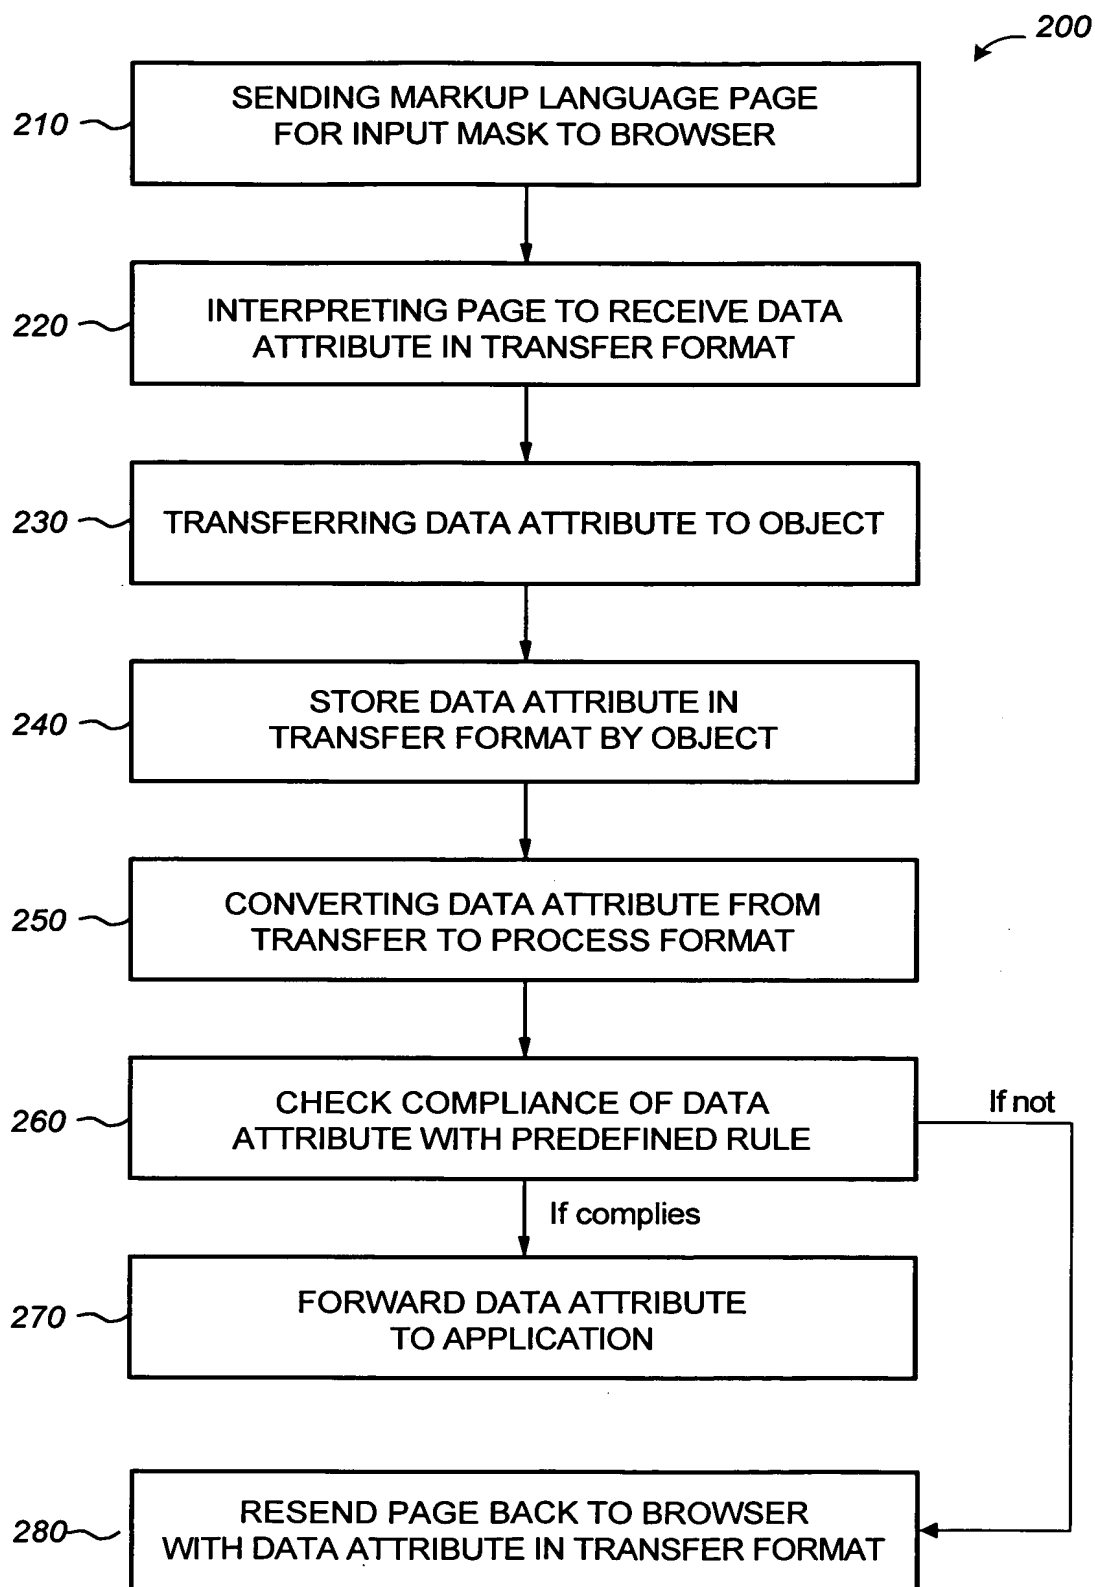 200
210
SENDING MARKUP LANGUAGE PAGE
FOR INPUT MASK TO BROWSER
220
INTERPRETING PAGE TO RECEIVE DATA
ATTRIBUTE IN TRANSFER FORMAT
230
TRANSFERRING DATA ATTRIBUTE TO OBJECT
240
STORE DATA ATTRIBUTE IN
TRANSFER FORMAT BY OBJECT
250
CONVERTING DATA ATTRIBUTE FROM
TRANSFER TO PROCESS FORMAT
260
CHECK COMPLIANCE OF DATA
ATTRIBUTE WITH PREDEFINED RULE
If not
If complies
270
FORWARD DATA ATTRIBUTE
TO APPLICATION
280
RESEND PAGE BACK TO BROWSER
WITH DATA ATTRIBUTE IN TRANSFER FORMAT